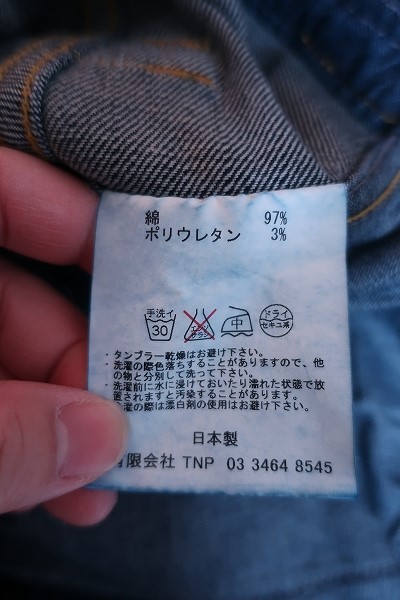 綿 97%
ポリウレタン 3%
手洗イ 30 エンソサラシ 中 ドライ セキユ系
・タンブラー乾燥はお避け下さい。
・洗濯の際色落ちすることがありますので、他
の物と分別して洗って下さい。
・洗濯前に水に浸けておいたり濡れた状態で放
置されますと汚染することがあります。
濯の際は漂白剤の使用はお避け下さい。
日本製
有限会社 TNP 03 3464 8545